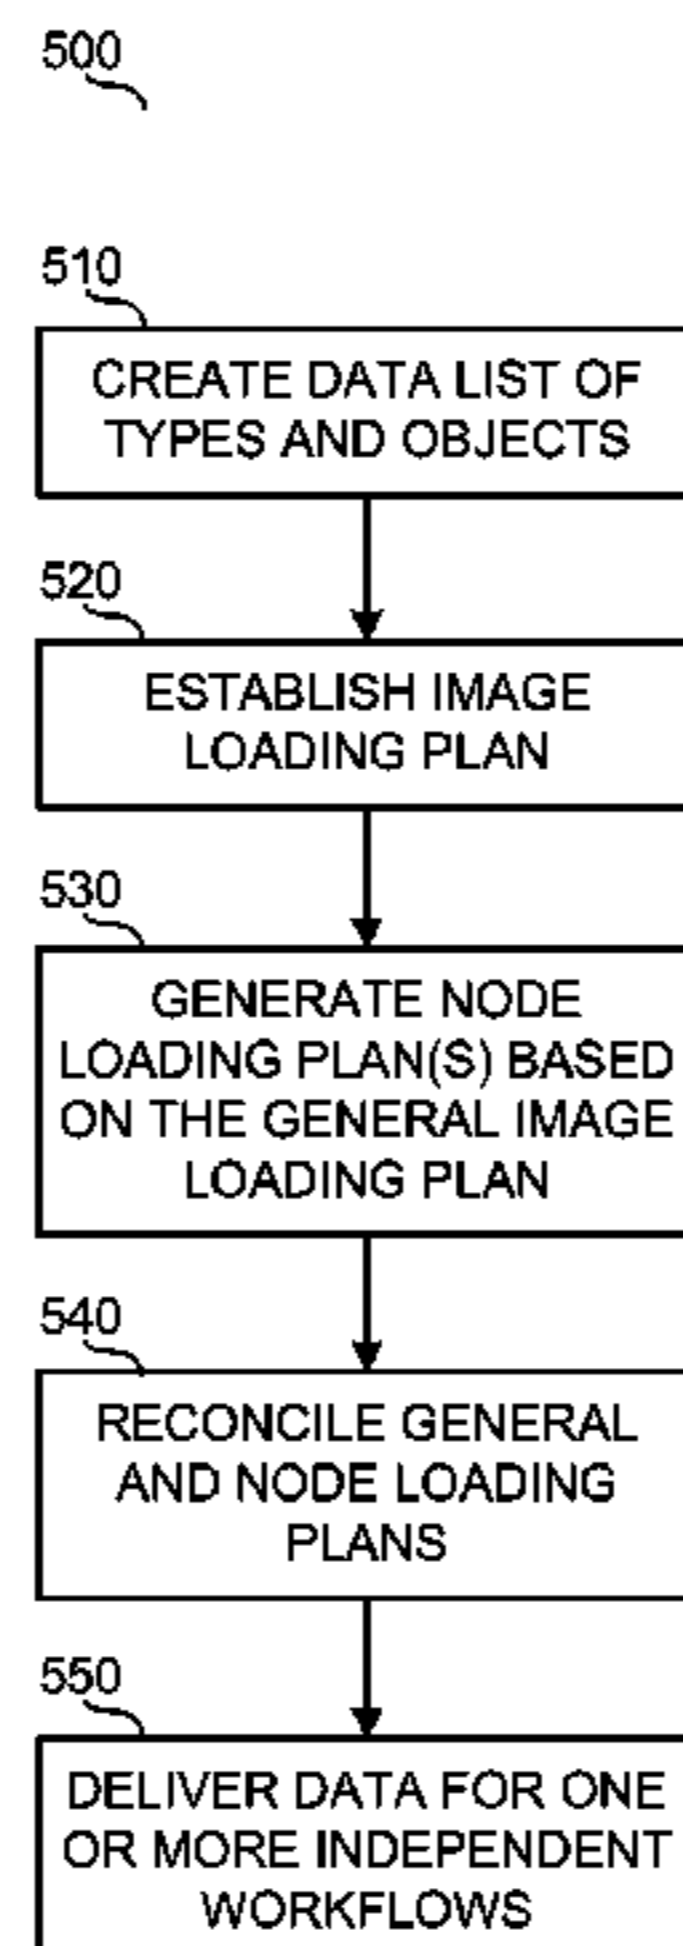 500
510
CREATE DATA LIST OF
TYPES AND OBJECTS
520
ESTABLISH IMAGE
LOADING PLAN
530
GENERATE NODE
LOADING PLAN(S) BASED
ON THE GENERAL IMAGE
LOADING PLAN
540
RECONCILE GENERAL
AND NODE LOADING
PLANS
550
DELIVER DATA FOR ONE
OR MORE INDEPENDENT
WORKFLOWS